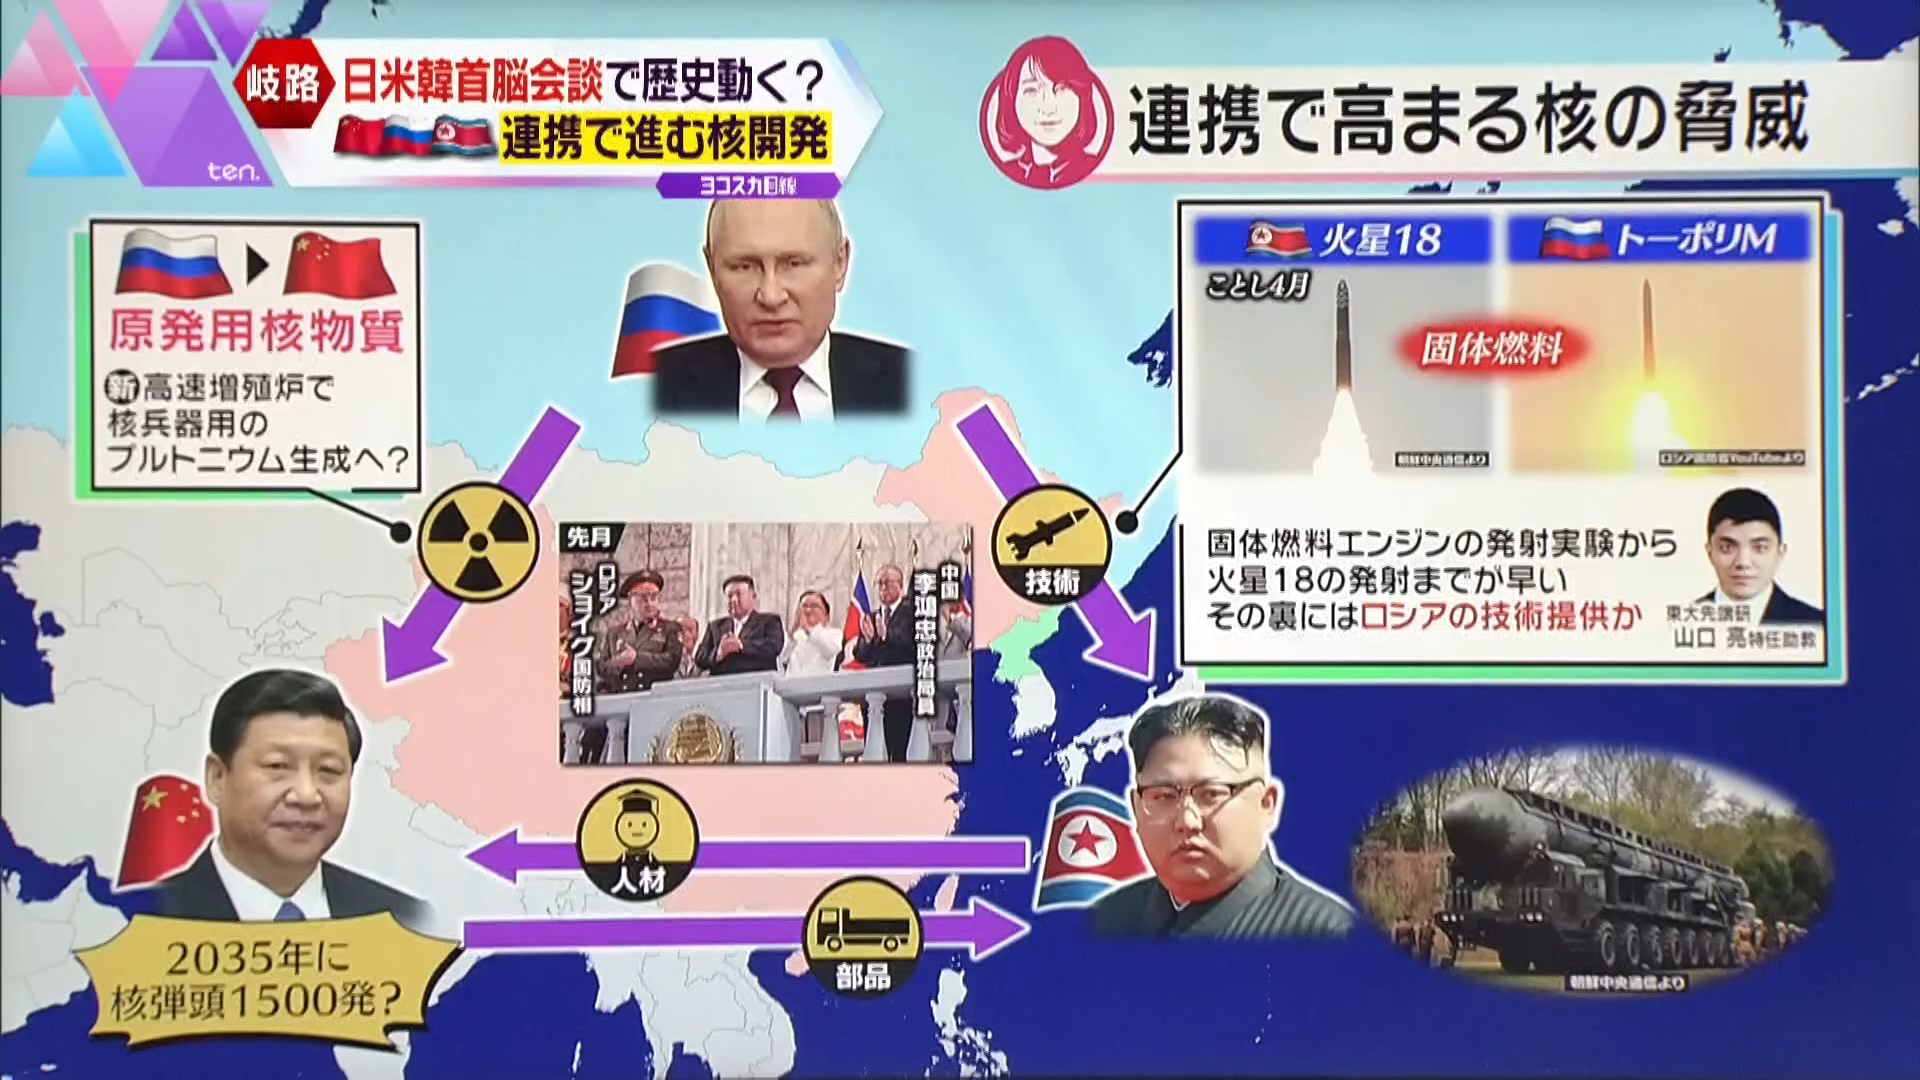 岐路
日米韓首脳会談で歴史動く?
連携で進む核開発
ヨコスカ目線
ten.
連携で高まる核の脅威
原発用核物質
新高速増殖炉で
核兵器用の
プルトニウム生成へ?
火星18
ことし4月
トーポリM
固体燃料
朝鮮中央通信より
ロシア国防省YouTubeより
固体燃料エンジンの発射実験から
火星18の発射までが早い
その裏にはロシアの技術提供か
東大先端研
山口 亮特任助教
技術
先月
ロシア
ショイグ国防相
中国
李鴻忠政治局員
人材
部品
2035年に
核弾頭1500発?
朝鮮中央通信より